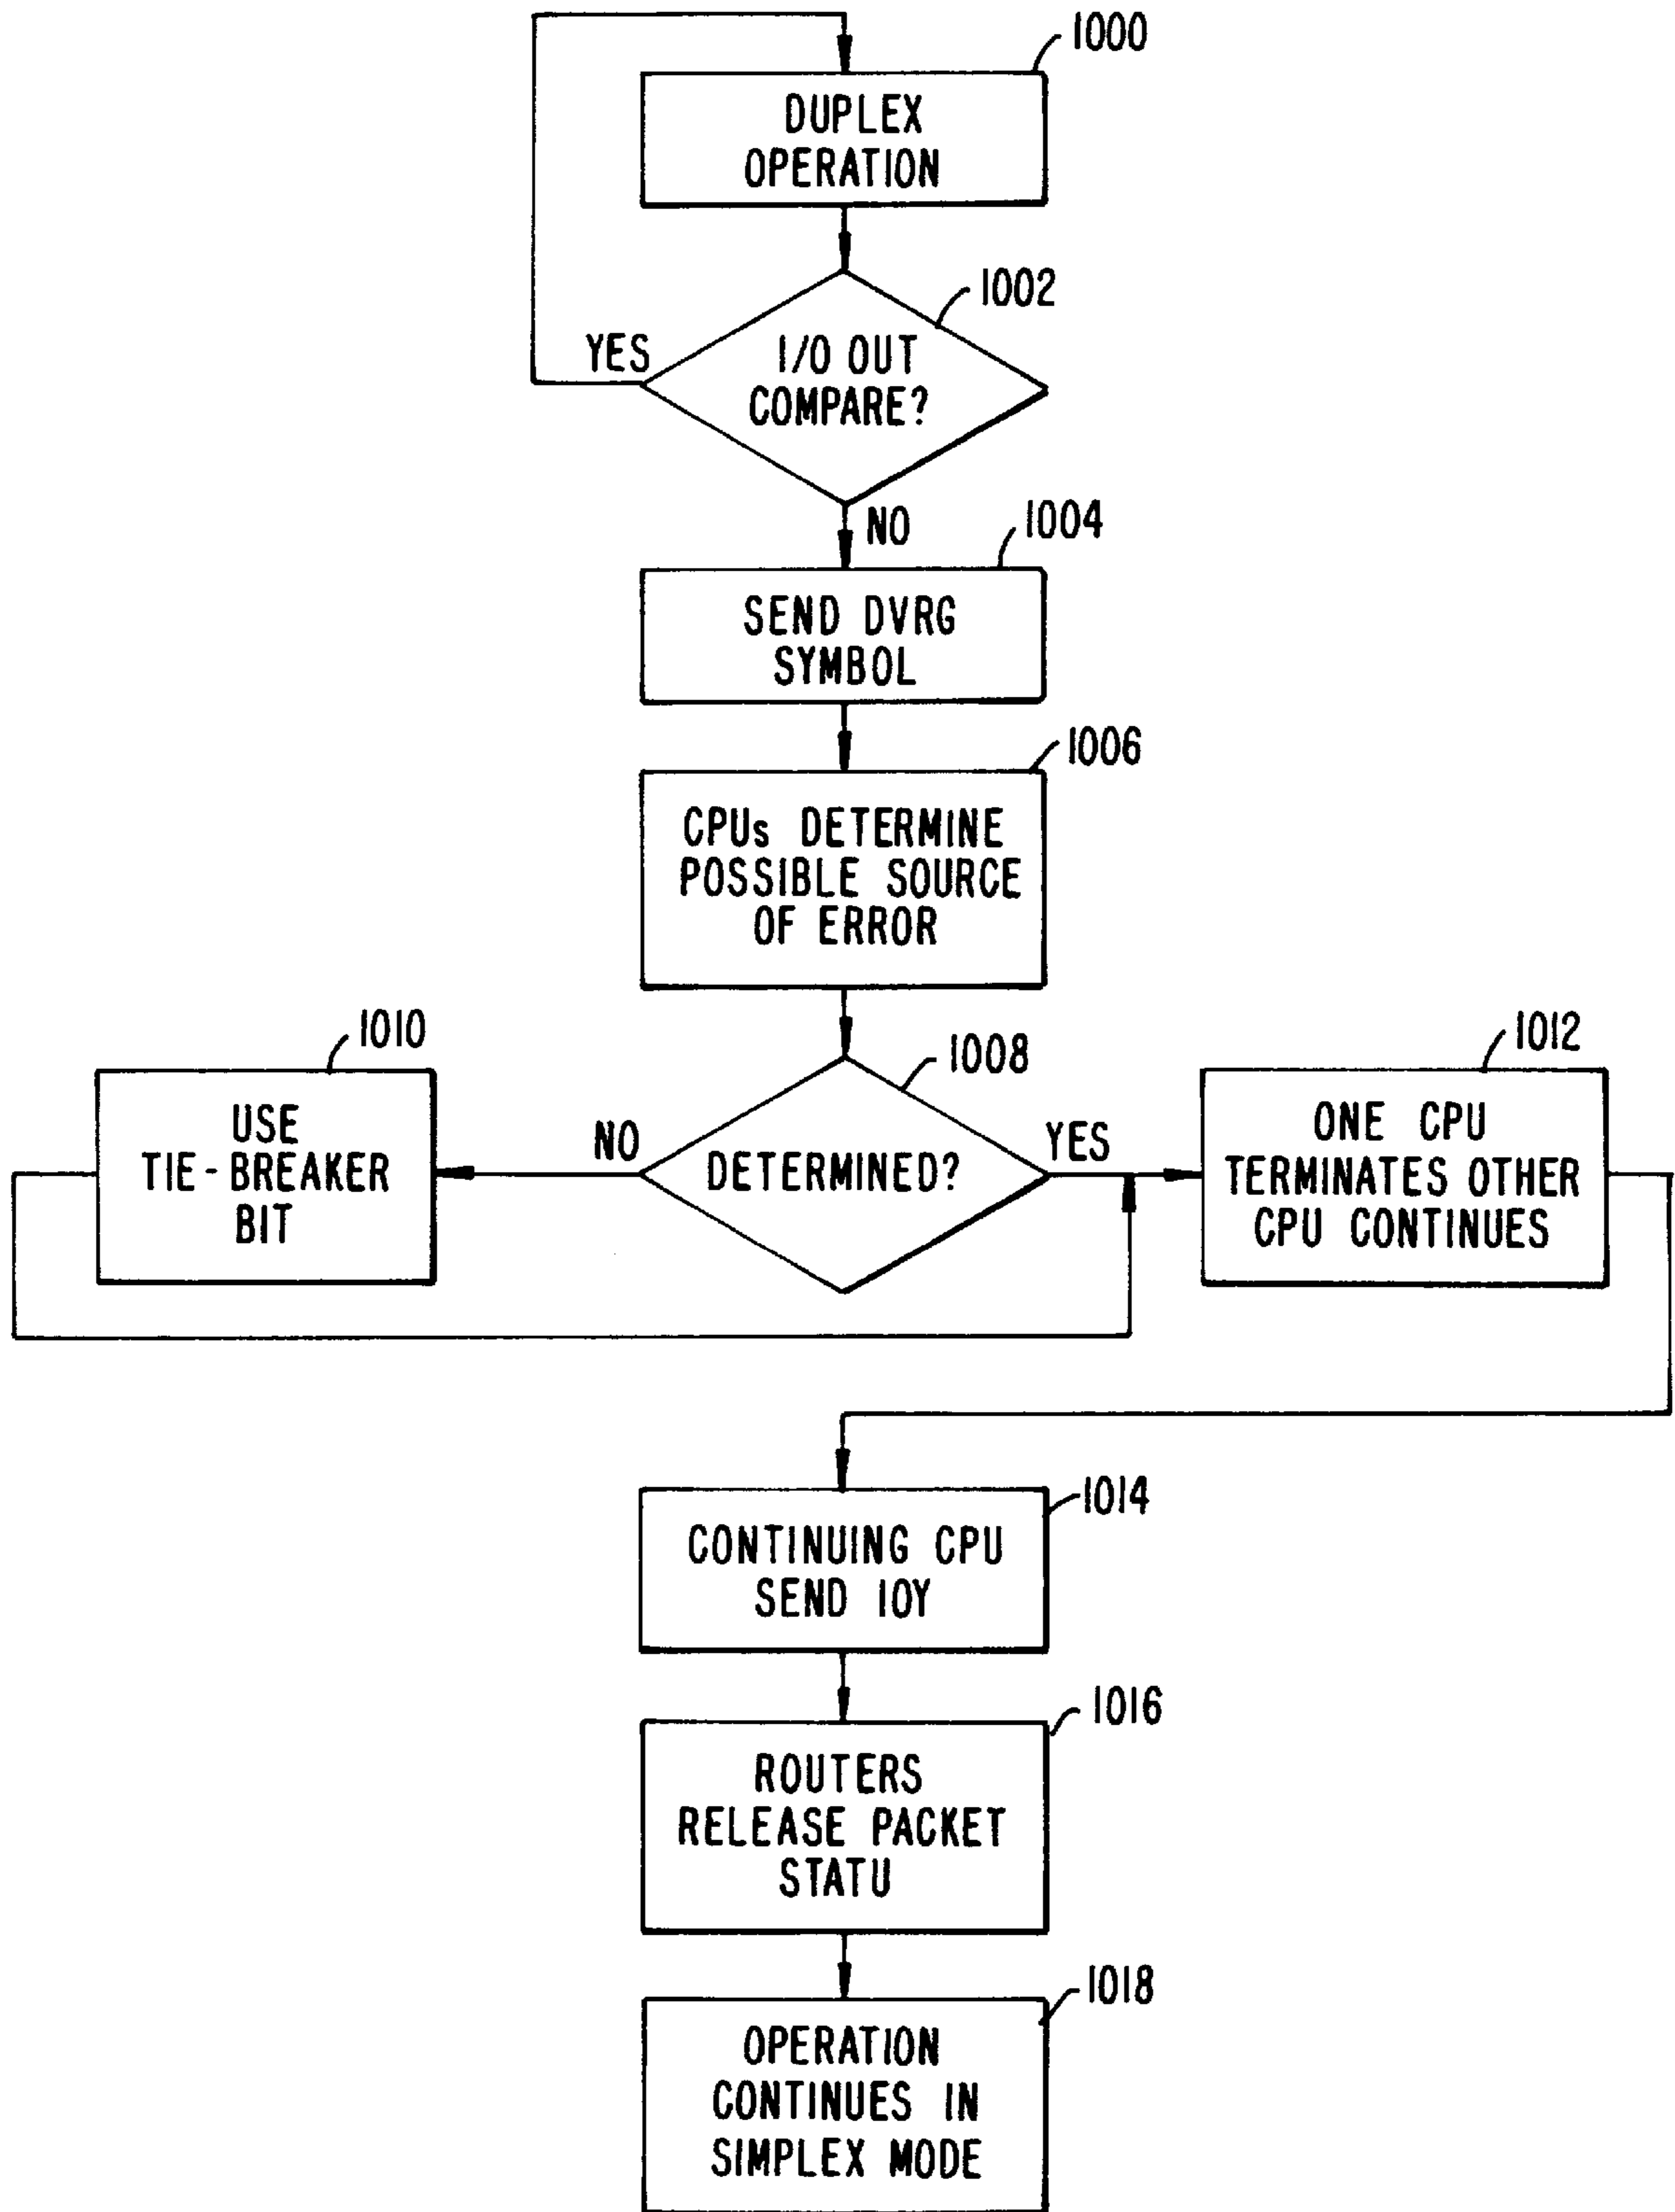 1000
DUPLEX
OPERATION
1002
YES
I/O OUT
COMPARE?
NO
1004
SEND DVRG
SYMBOL
1006
CPUs DETERMINE
POSSIBLE SOURCE
OF ERROR
1008
DETERMINED?
NO
YES
1010
USE
TIE-BREAKER
BIT
1012
ONE CPU
TERMINATES OTHER
CPU CONTINUES
1014
CONTINUING CPU
SEND IOY
1016
ROUTERS
RELEASE PACKET
STATU
1018
OPERATION
CONTINUES IN
SIMPLEX MODE